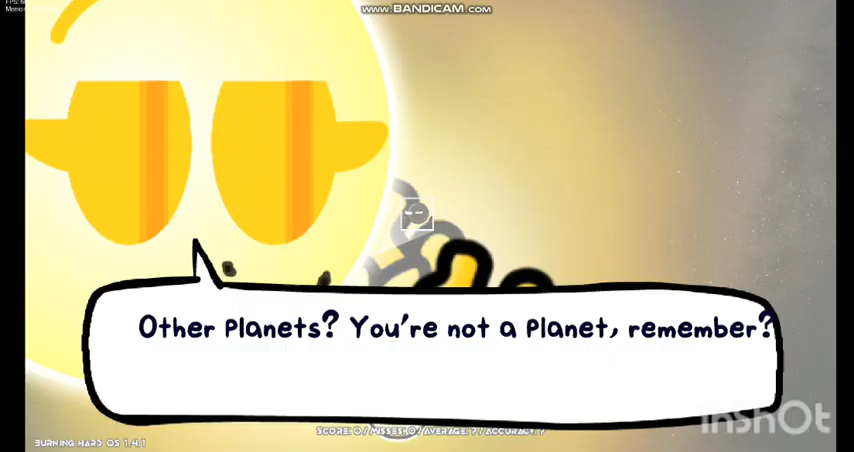 www.BANDICAM.com
Other Planets? You're not a Planet, remember?
InShOt
BURNING HARD OS 1.4.1